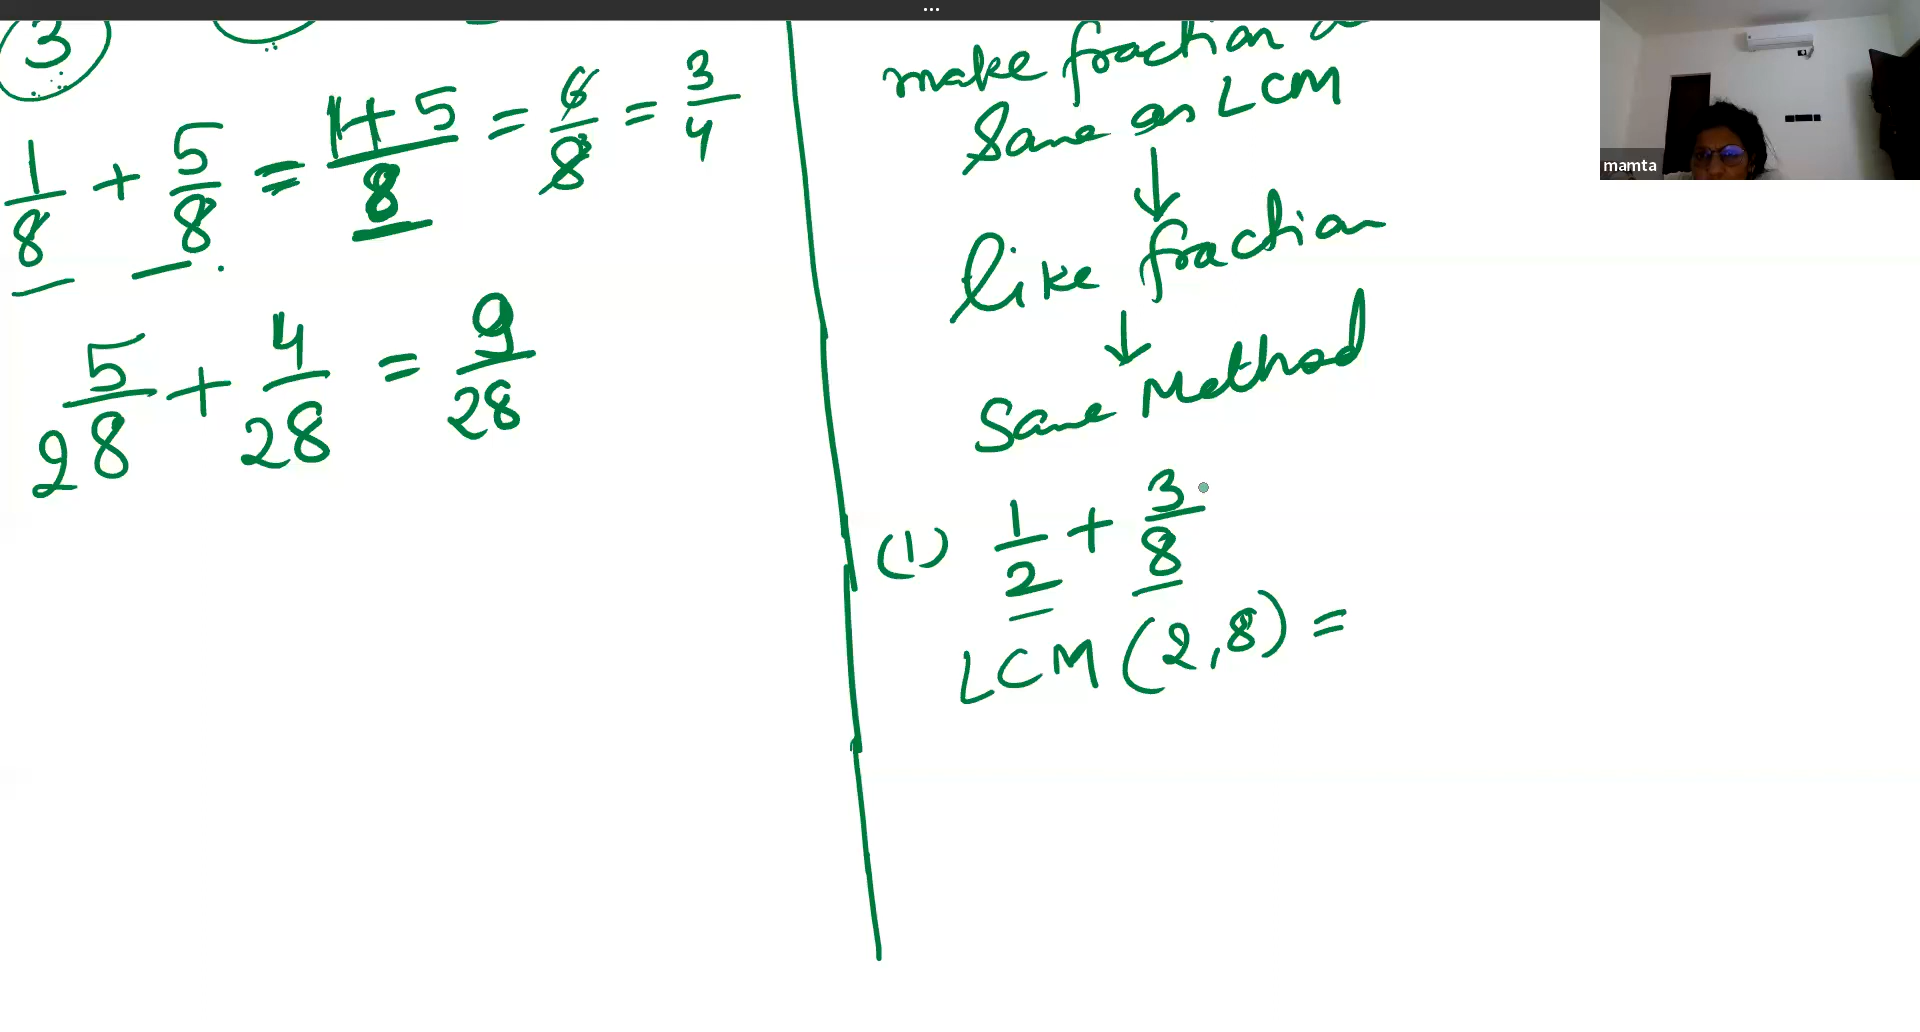 3
1/8 + 5/8 = 1+5/8 = 6/8 = 3/4
5/28 + 4/28 = 9/28
make fraction
Same as LCM
↓
like fraction
↓
Same Method
(1) 1/2 + 3/8
LCM (2,8) =
mamta